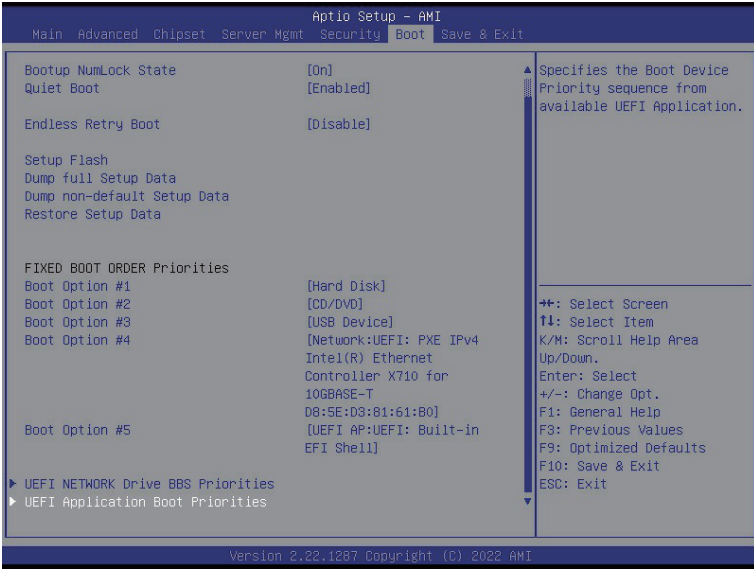 Aptio Setup – AMI
Main Advanced Chipset Server Mgmt Security Boot Save & Exit
Bootup NumLock State [On]
Quiet Boot [Enabled]
Endless Retry Boot [Disable]
Setup Flash
Dump full Setup Data
Dump non-default Setup Data
Restore Setup Data
FIXED BOOT ORDER Priorities
Boot Option #1 [Hard Disk]
Boot Option #2 [CD/DVD]
Boot Option #3 [USB Device]
Boot Option #4 [Network:UEFI: PXE IPv4
Intel(R) Ethernet
Controller X710 for
10GBASE-T
D8:5E:D3:81:61:B0]
Boot Option #5 [UEFI AP:UEFI: Built-in
EFI Shell]
UEFI NETWORK Drive BBS Priorities
UEFI Application Boot Priorities
Specifies the Boot Device
Priority sequence from
available UEFI Application.
→←: Select Screen
↑↓: Select Item
K/M: Scroll Help Area
Up/Down.
Enter: Select
+/-: Change Opt.
F1: General Help
F3: Previous Values
F9: Optimized Defaults
F10: Save & Exit
ESC: Exit
Version 2.22.1287 Copyright (C) 2022 AMI